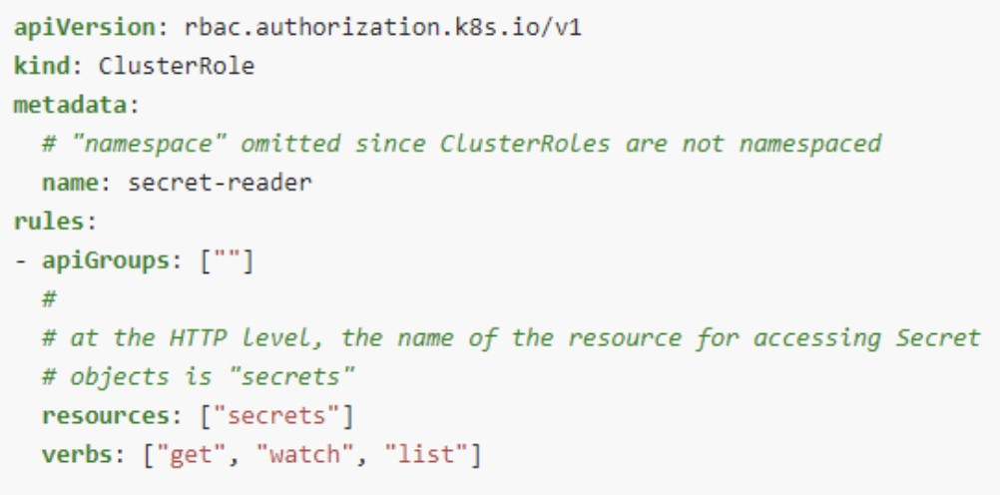 apiVersion: rbac.authorization.k8s.io/v1
kind: ClusterRole
metadata:
  # "namespace" omitted since ClusterRoles are not namespaced
  name: secret-reader
rules:
- apiGroups: [""]
  #
  # at the HTTP level, the name of the resource for accessing Secret
  # objects is "secrets"
  resources: ["secrets"]
  verbs: ["get", "watch", "list"]